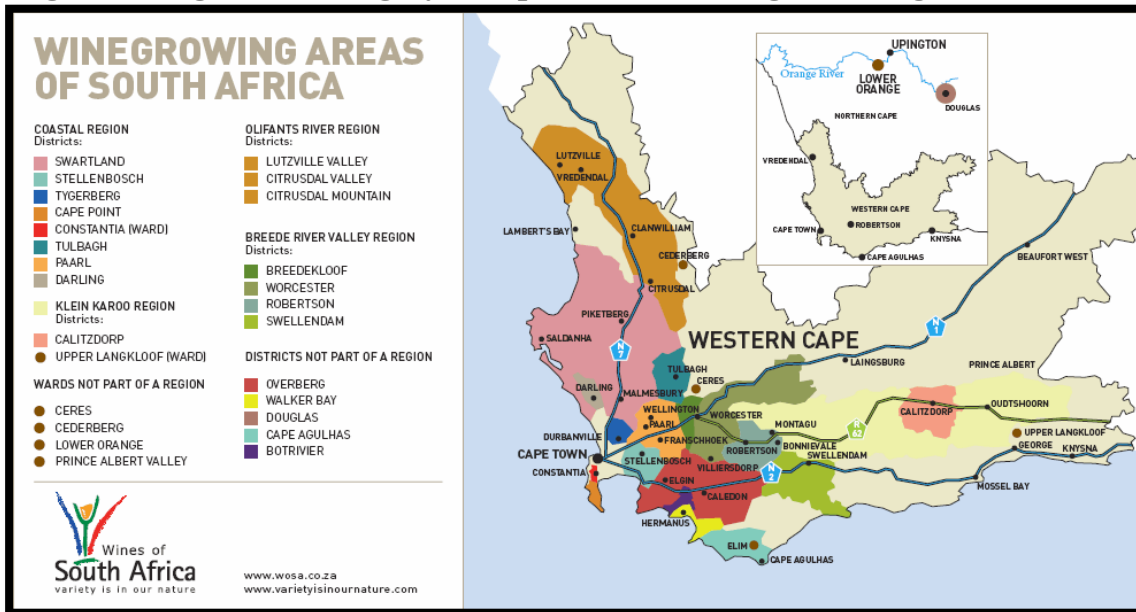 WINEGROWING AREAS
OF SOUTH AFRICA
COASTAL REGION
Districts:
SWARTLAND
STELLENBOSCH
TYGERBERG
CAPE POINT
CONSTANTIA (WARD)
TULBAGH
PAARL
DARLING
KLEIN KAROO REGION
Districts:
CALITZDORP
UPPER LANGKLOOF (WARD)
WARDS NOT PART OF A REGION
CERES
CEDERBERG
LOWER ORANGE
PRINCE ALBERT VALLEY
OLIFANTS RIVER REGION
Districts:
LUTZVILLE VALLEY
CITRUSDAL VALLEY
CITRUSDAL MOUNTAIN
BREEDE RIVER VALLEY REGION
Districts:
BREEDEKLOOF
WORCESTER
ROBERTSON
SWELLENDAM
DISTRICTS NOT PART OF A REGION
OVERBERG
WALKER BAY
DOUGLAS
CAPE AGULHAS
BOTRIVIER
Wines of
South Africa
variety is in our nature
www.wosa.co.za
www.varietyisinournature.com
UPINGTON
Orange River
LOWER
ORANGE
DOUGLAS
NORTHERN CAPE
VREDENDAL
WESTERN CAPE
ROBERTSON
CAPE TOWN
KNYSNA
CAPE AGULHAS
LUTZVILLE
VREDENDAL
LAMBERT'S BAY
CLANWILLIAM
CEDERBERG
CITRUSDAL
BEAUFORT WEST
PIKETBERG
SALDANHA
N
7
WESTERN CAPE
N
1
LAINGSBURG
PRINCE ALBERT
TULBAGH
CERES
DARLING
MALMESBURY
WELLINGTON
PAARL
WORCESTER
MONTAGU
R
62
CALITZDORP
OUDTSHOORN
DURBANVILLE
FRANSCHHOEK
ROBERTSON
BONNIEVALE
UPPER LANGKLOOF
GEORGE
KNYSNA
CAPE TOWN
STELLENBOSCH
VILLIERSDORP
N
2
SWELLENDAM
CONSTANTIA
ELGIN
CALEDON
MOSSEL BAY
HERMANUS
ELIM
CAPE AGULHAS